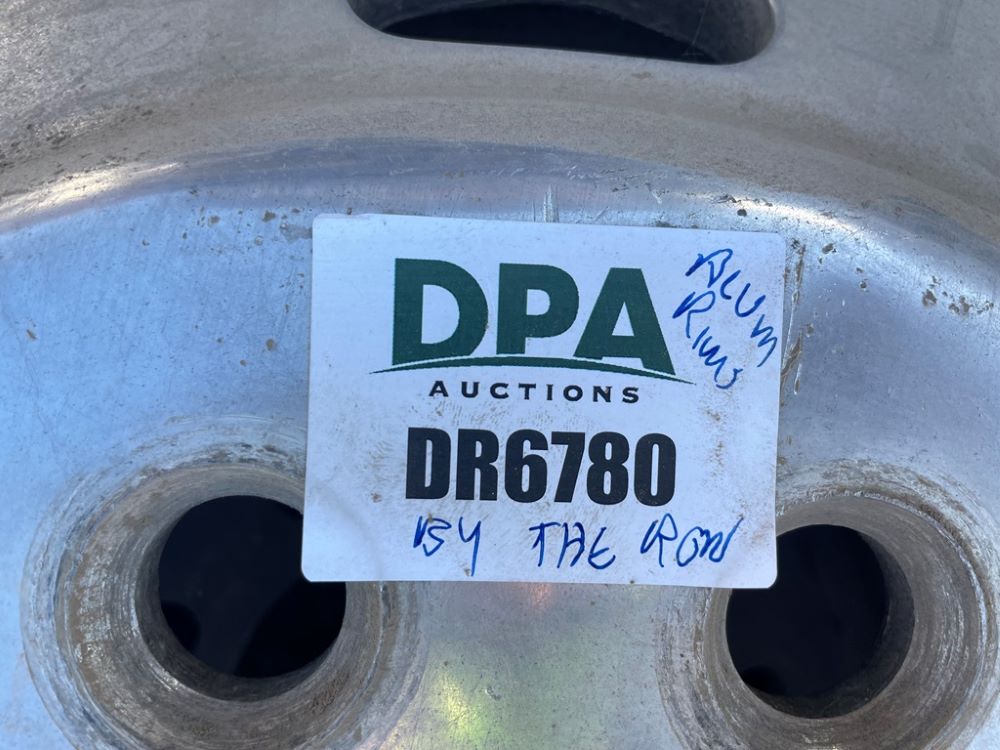 DPA
AUCTIONS
DR6780
BY THE ROW
ALUM
RIMS